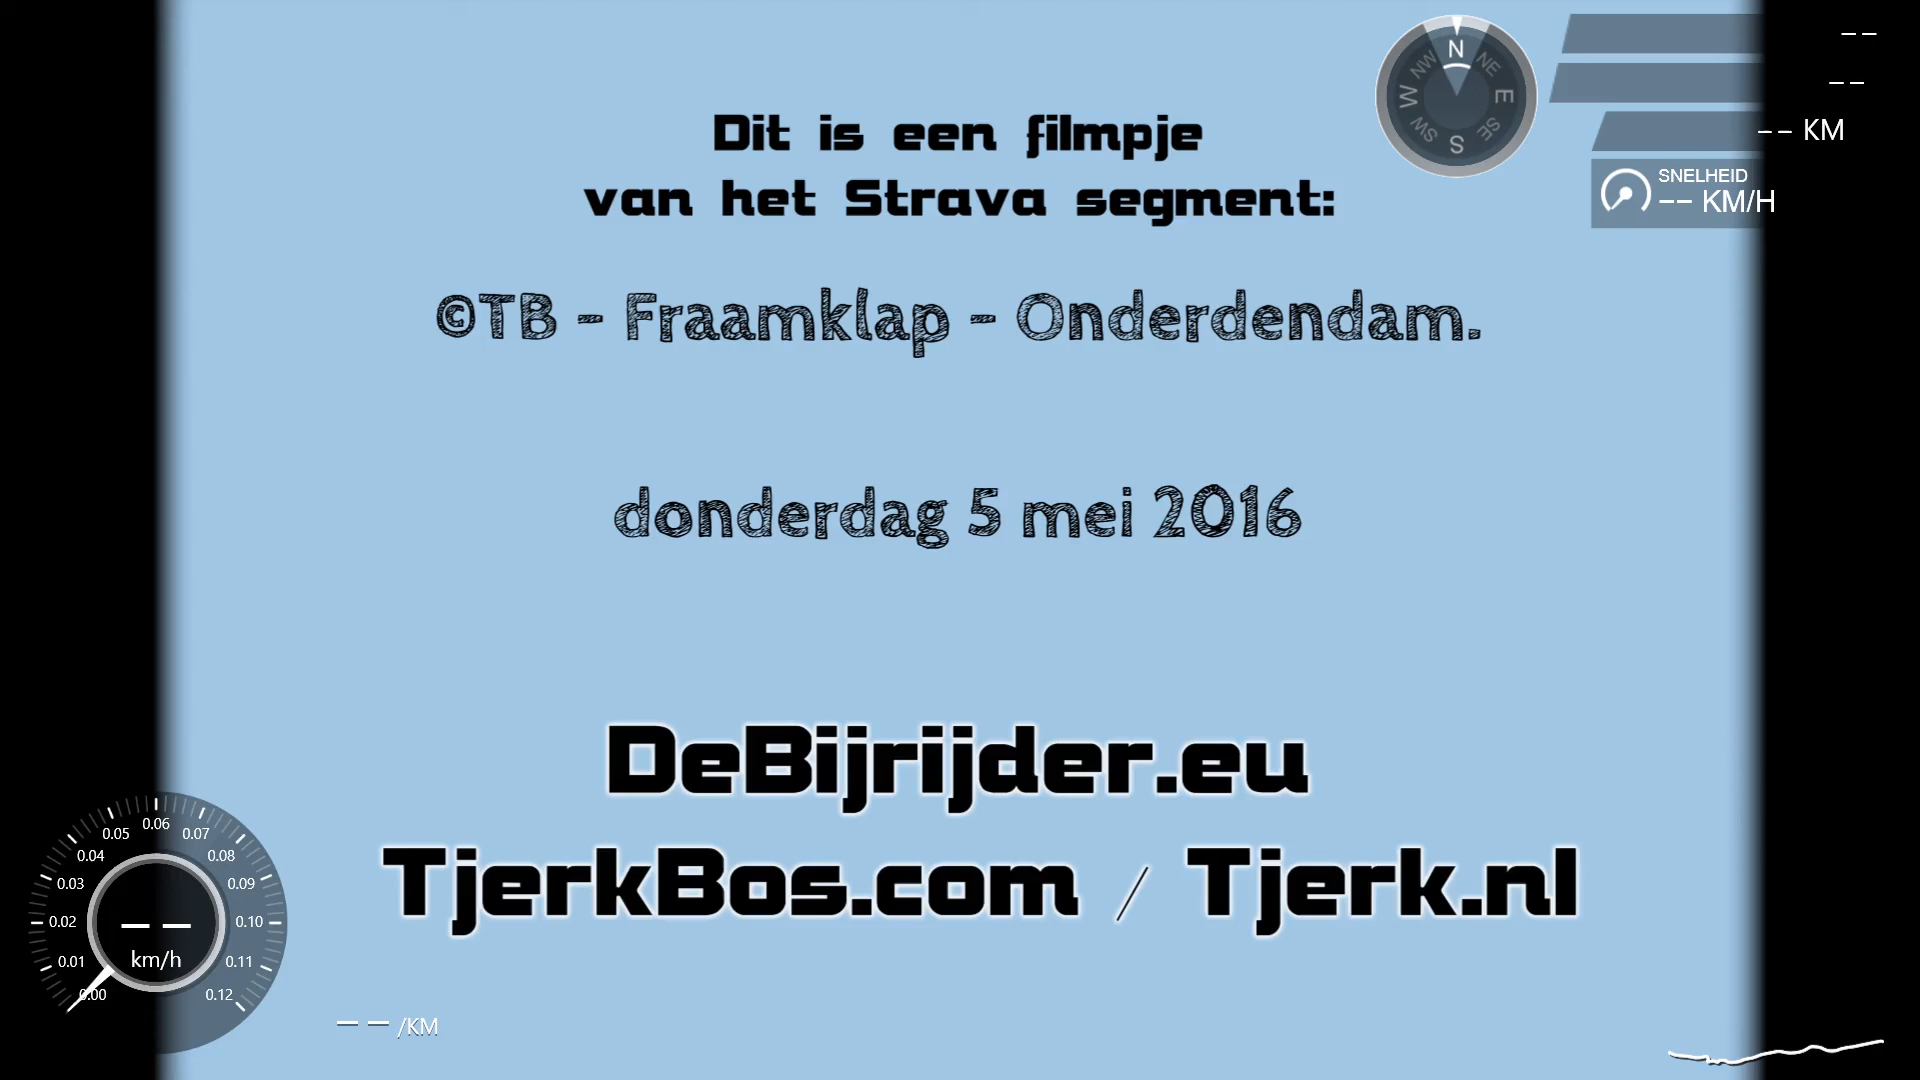 Dit is een filmpje
van het Strava segment:
©TB - Fraamklap - Onderdendam.
donderdag 5 mei 2016
DeBijrijder.eu
TjerkBos.com / Tjerk.nl
N
NE
E
SE
S
SW
W
NW
--
--
-- KM
SNELHEID
-- KM/H
0.00
0.01
0.02
0.03
0.04
0.05
0.06
0.07
0.08
0.09
0.10
0.11
0.12
--
km/h
-- /KM